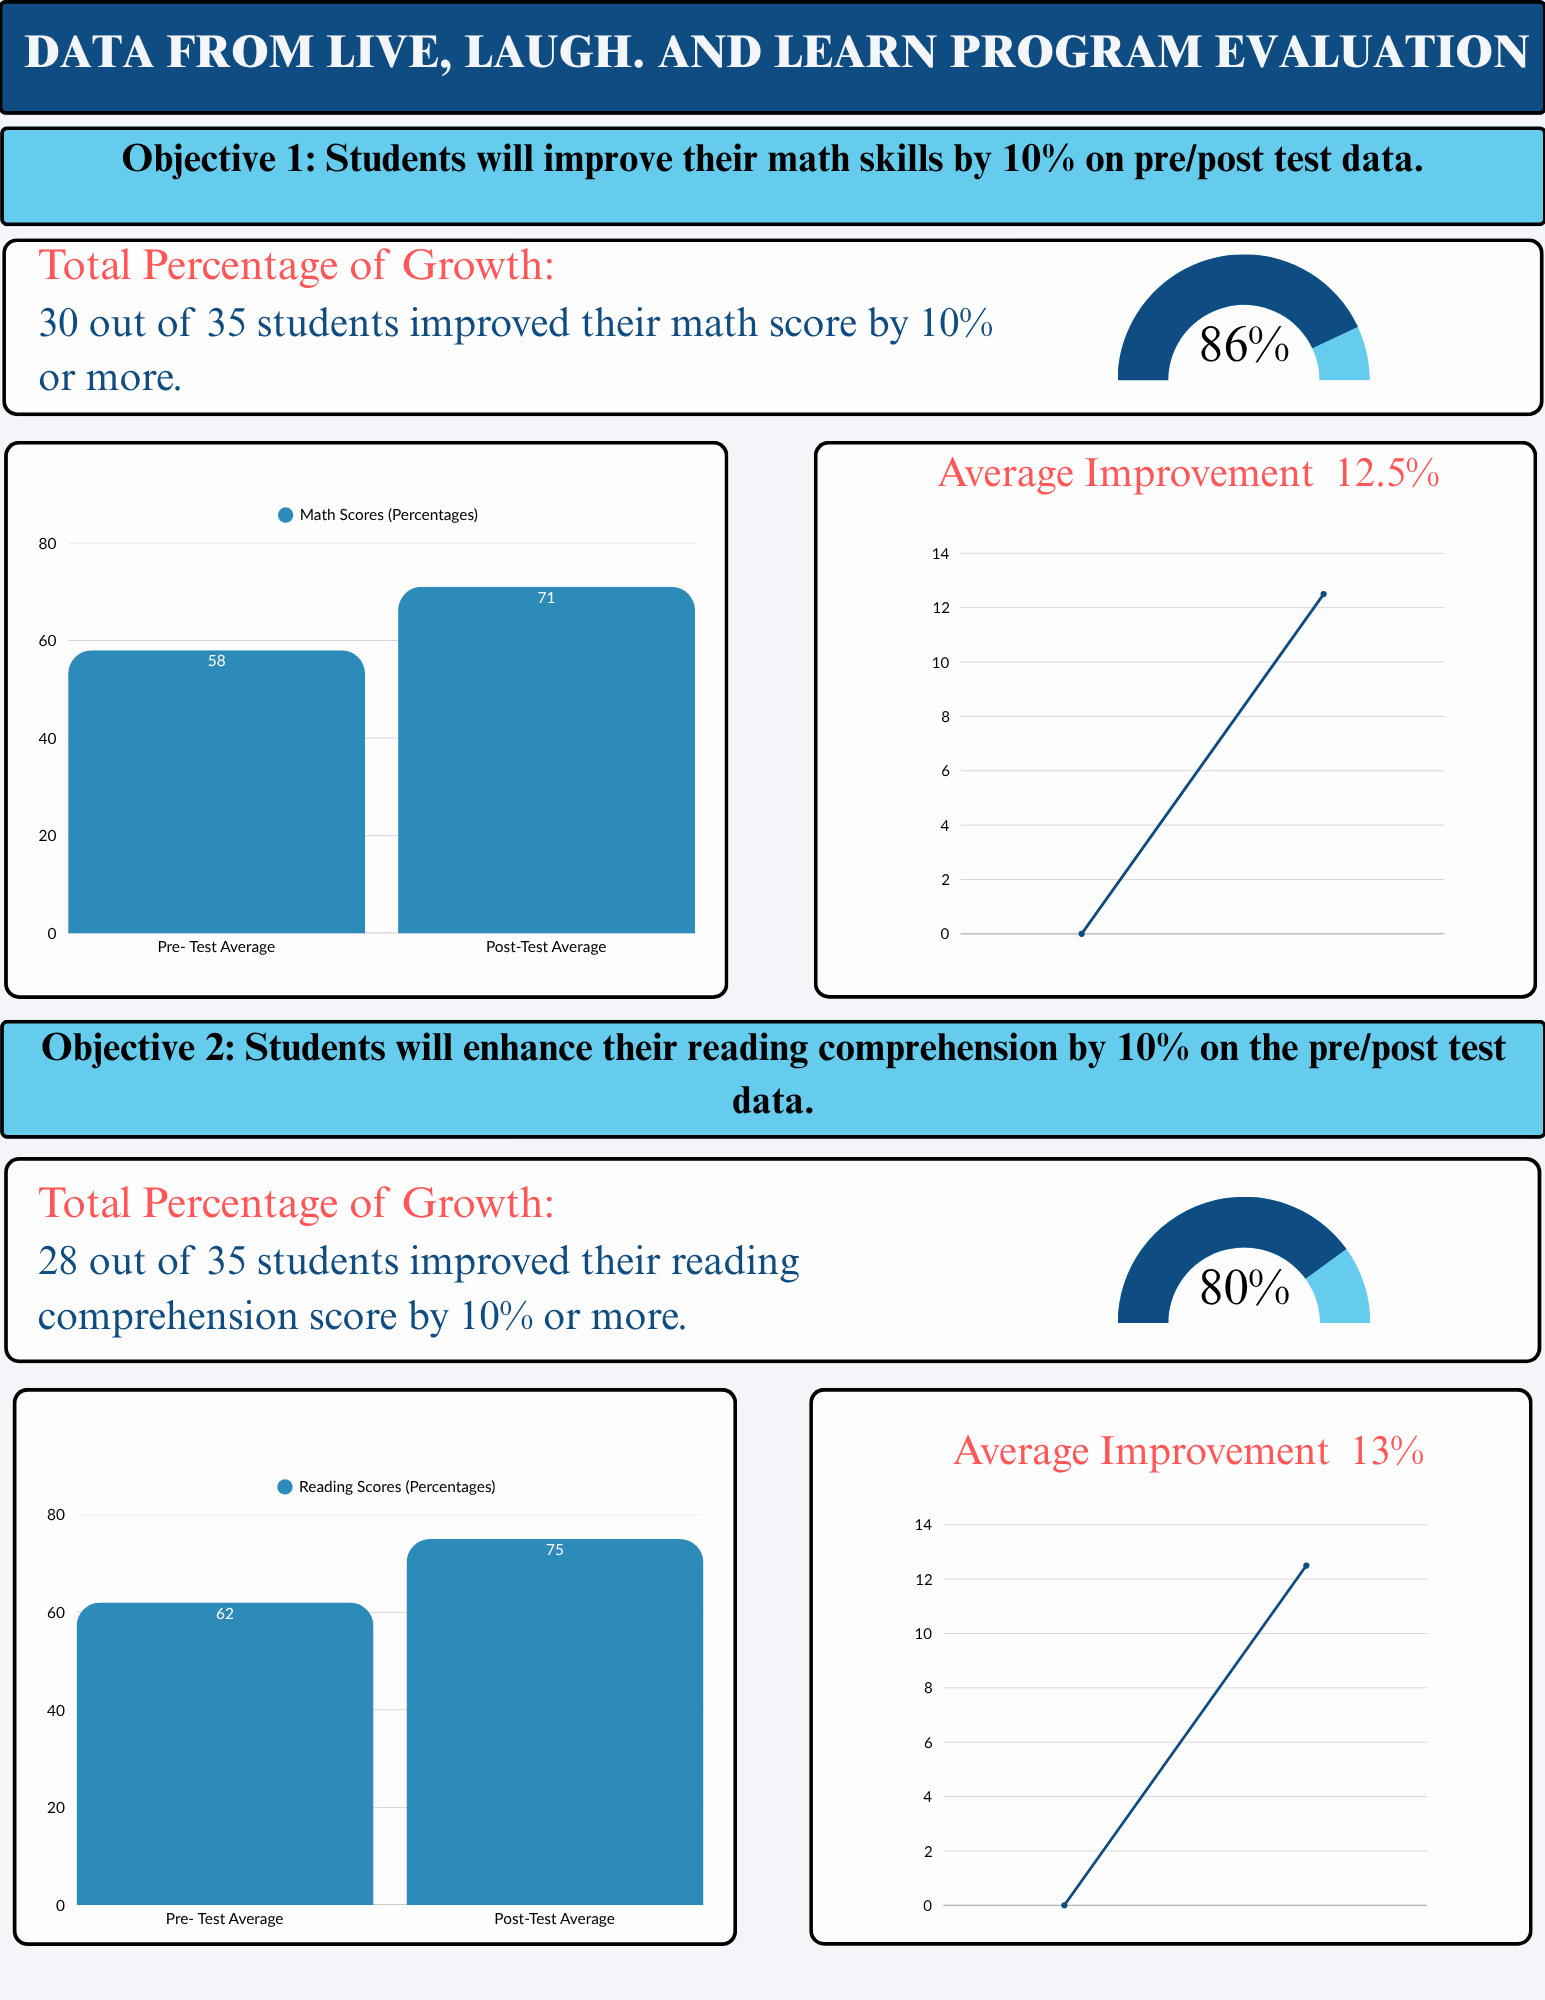 DATA FROM LIVE, LAUGH. AND LEARN PROGRAM EVALUATION
Objective 1: Students will improve their math skills by 10% on pre/post test data.
Total Percentage of Growth:
30 out of 35 students improved their math score by 10%
or more.
86%
Math Scores (Percentages)
80
60
40
20
0
58
71
Pre- Test Average
Post-Test Average
Average Improvement 12.5%
14
12
10
8
6
4
2
0
Objective 2: Students will enhance their reading comprehension by 10% on the pre/post test
data.
Total Percentage of Growth:
28 out of 35 students improved their reading
comprehension score by 10% or more.
80%
Reading Scores (Percentages)
80
60
40
20
0
62
75
Pre- Test Average
Post-Test Average
Average Improvement 13%
14
12
10
8
6
4
2
0